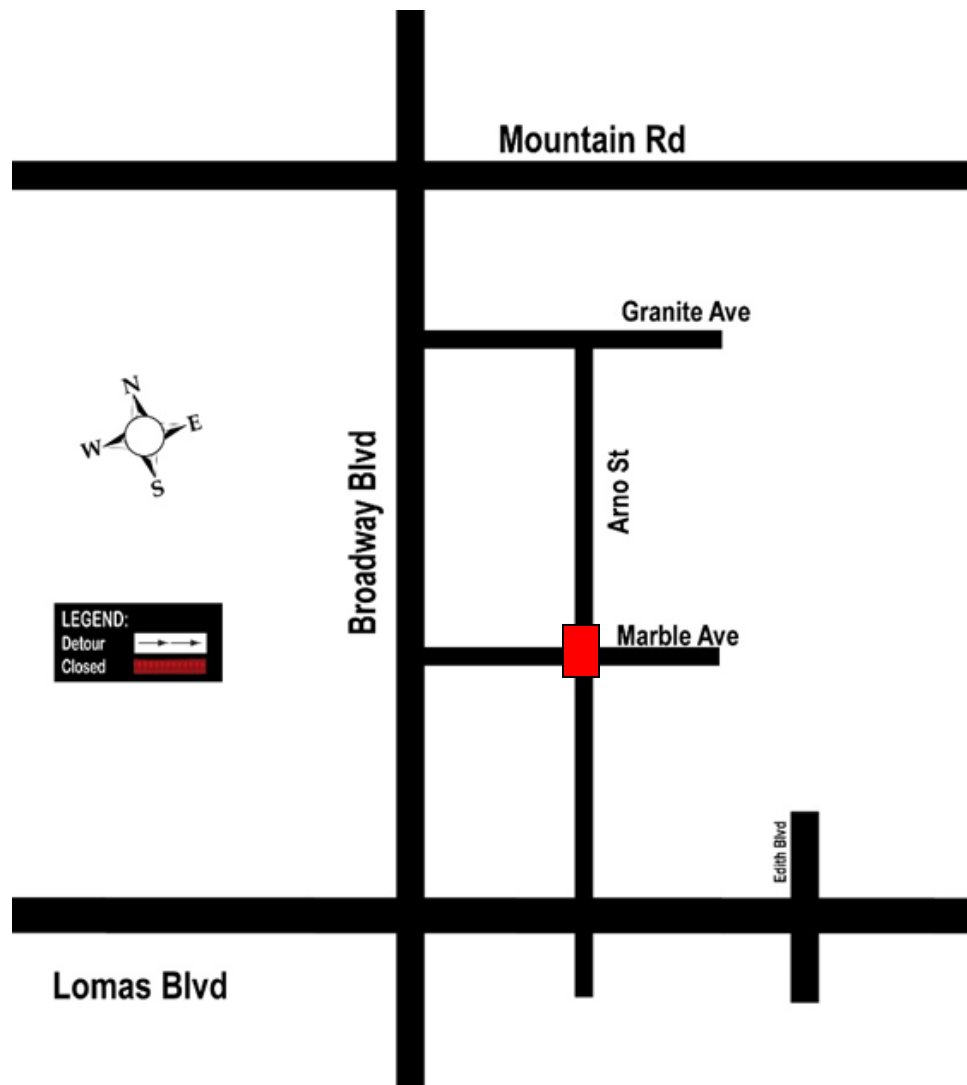 Mountain Rd
Granite Ave
N
W
E
S
Broadway Blvd
Arno St
LEGEND:
Detour
Closed
Marble Ave
Edith Blvd
Lomas Blvd